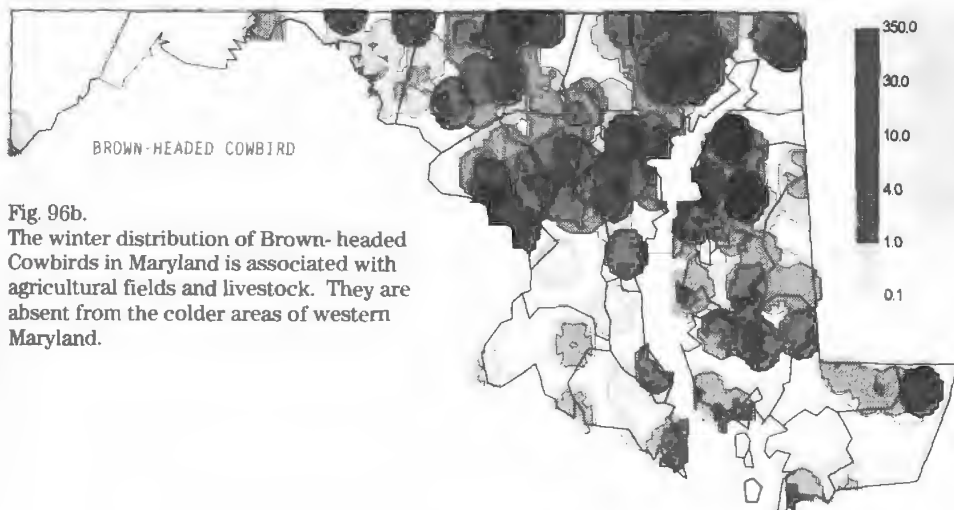 350.0
30.0
10.0
4.0
1.0
0.1
BROWN-HEADED COWBIRD
Fig. 96b.
The winter distribution of Brown- headed
Cowbirds in Maryland is associated with
agricultural fields and livestock. They are
absent from the colder areas of western
Maryland.